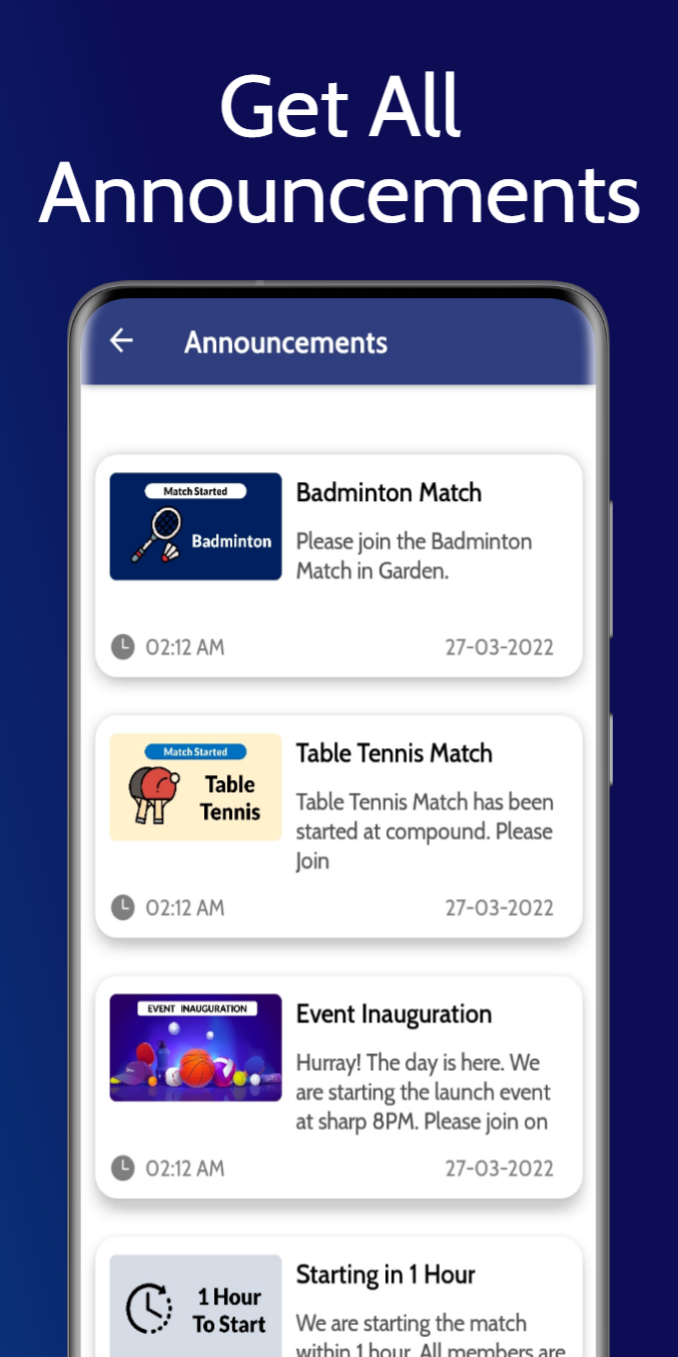 Get All
Announcements
Announcements
Match Started
Badminton
Badminton Match
Please join the Badminton
Match in Garden.
02:12 AM
27-03-2022
Match Started
Table
Tennis
Table Tennis Match
Table Tennis Match has been
started at compound. Please
Join
02:12 AM
27-03-2022
EVENT INAUGURATION
Event Inauguration
Hurray! The day is here. We
are starting the launch event
at sharp 8PM. Please join on
02:12 AM
27-03-2022
1 Hour
To Start
Starting in 1 Hour
We are starting the match
within 1 hour. All members are